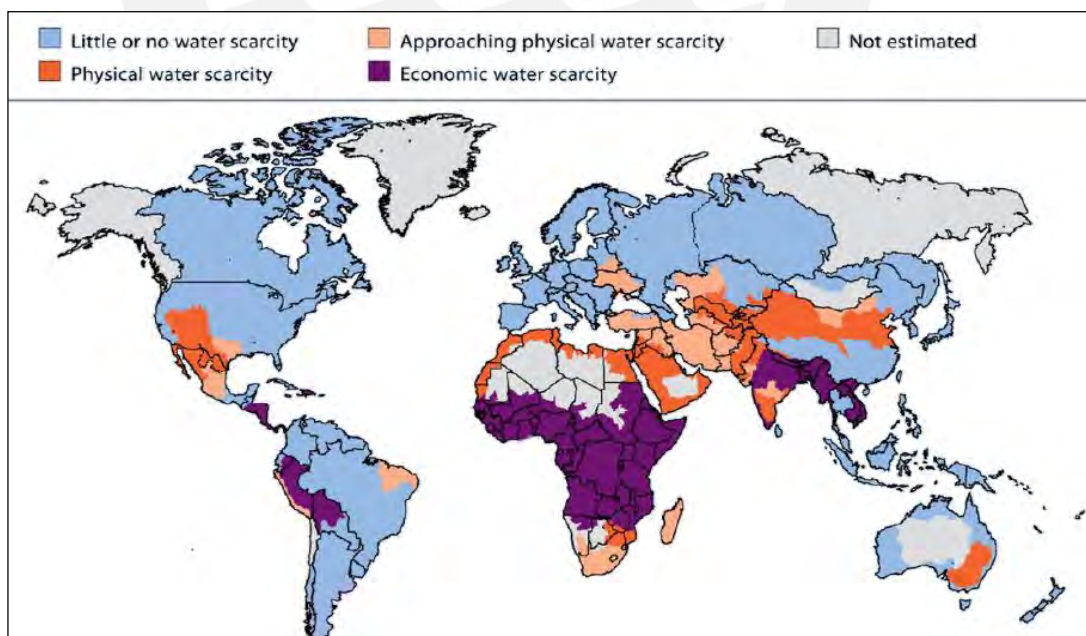 Little or no water scarcity
Approaching physical water scarcity
Not estimated
Physical water scarcity
Economic water scarcity